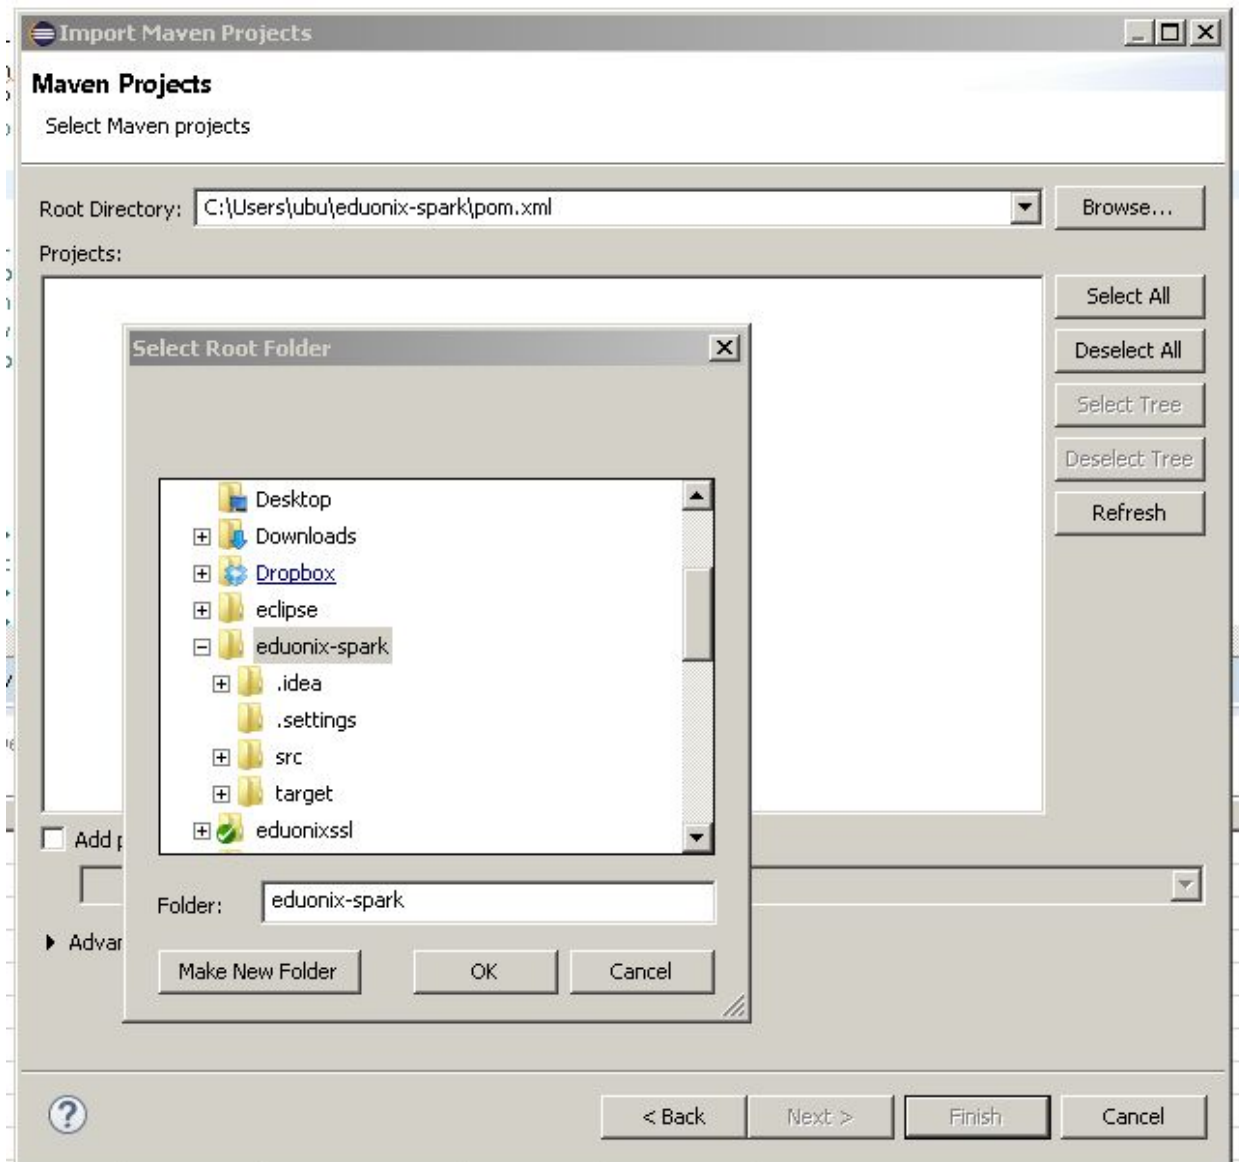 Import Maven Projects
Maven Projects
Select Maven projects
Root Directory: C:\Users\ubu\eduonix-spark\pom.xml Browse...
Projects:
Select All
Deselect All
Select Tree
Deselect Tree
Refresh
Select Root Folder
Desktop
Downloads
Dropbox
eclipse
eduonix-spark
.idea
.settings
src
target
eduonixssl
Folder: eduonix-spark
Make New Folder OK Cancel
Add
< Back Next > Finish Cancel